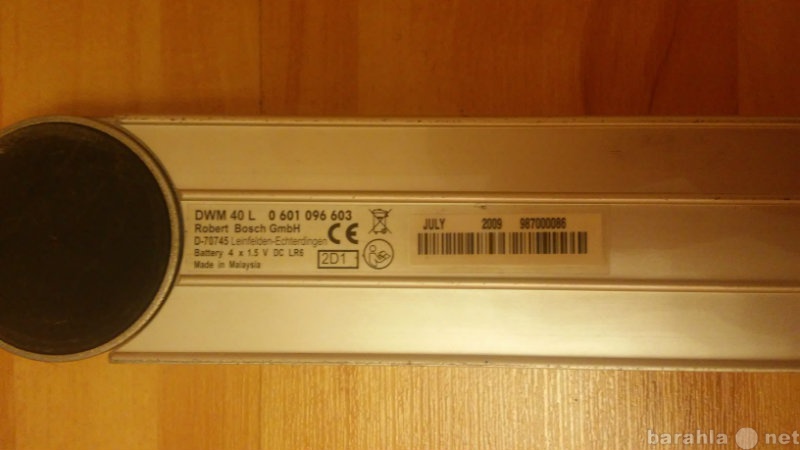 DWM 40 L 0 601 096 603
Robert Bosch GmbH
D-70745 Leinfelden-Echterdingen
Battery 4 x 1.5 V DC LR6
Made in Malaysia
CE
2D1
JULY 2009 987000086
barahla net